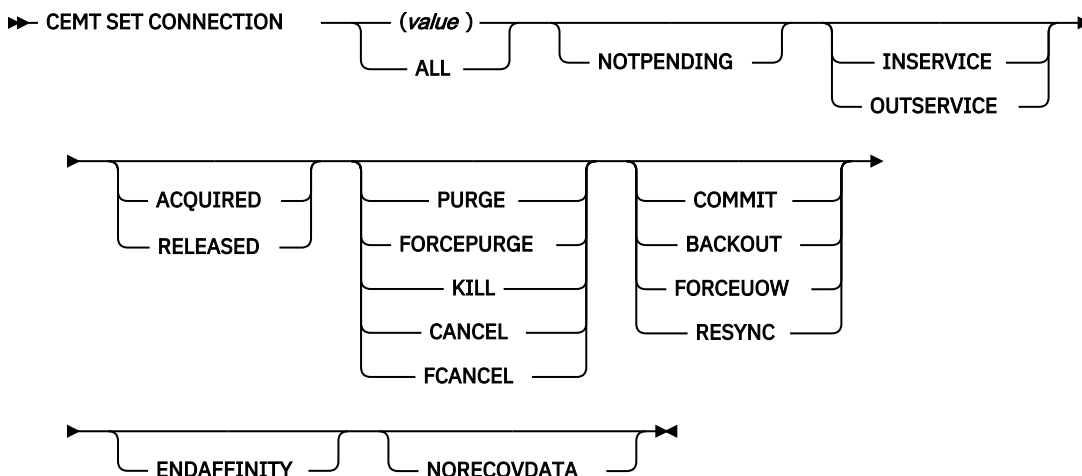 CEMT SET CONNECTION (value)
ALL
NOTPENDING
INSERVICE
OUTSERVICE
ACQUIRED
RELEASED
PURGE
FORCEPURGE
KILL
CANCEL
FCANCEL
COMMIT
BACKOUT
FORCEUOW
RESYNC
ENDAFFINITY
NORECOVDATA